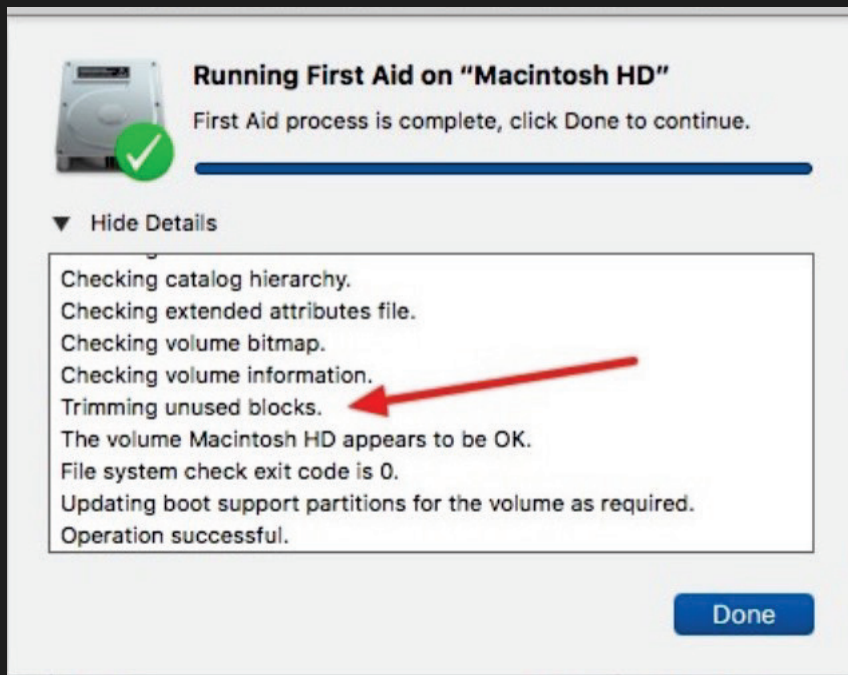 Running First Aid on “Macintosh HD”
First Aid process is complete, click Done to continue.
Hide Details
Checking catalog hierarchy.
Checking extended attributes file.
Checking volume bitmap.
Checking volume information.
Trimming unused blocks.
The volume Macintosh HD appears to be OK.
File system check exit code is 0.
Updating boot support partitions for the volume as required.
Operation successful.
Done